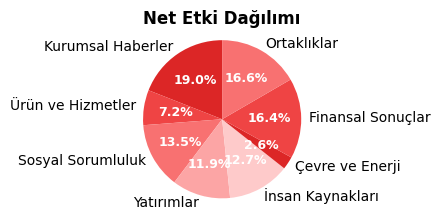 Net Etki Dağılımı
Kurumsal Haberler
19.0%
Ortaklıklar
16.6%
Ürün ve Hizmetler
7.2%
Finansal Sonuçlar
16.4%
Sosyal Sorumluluk
13.5%
Çevre ve Enerji
2.6%
Yatırımlar
11.9%
İnsan Kaynakları
12.7%